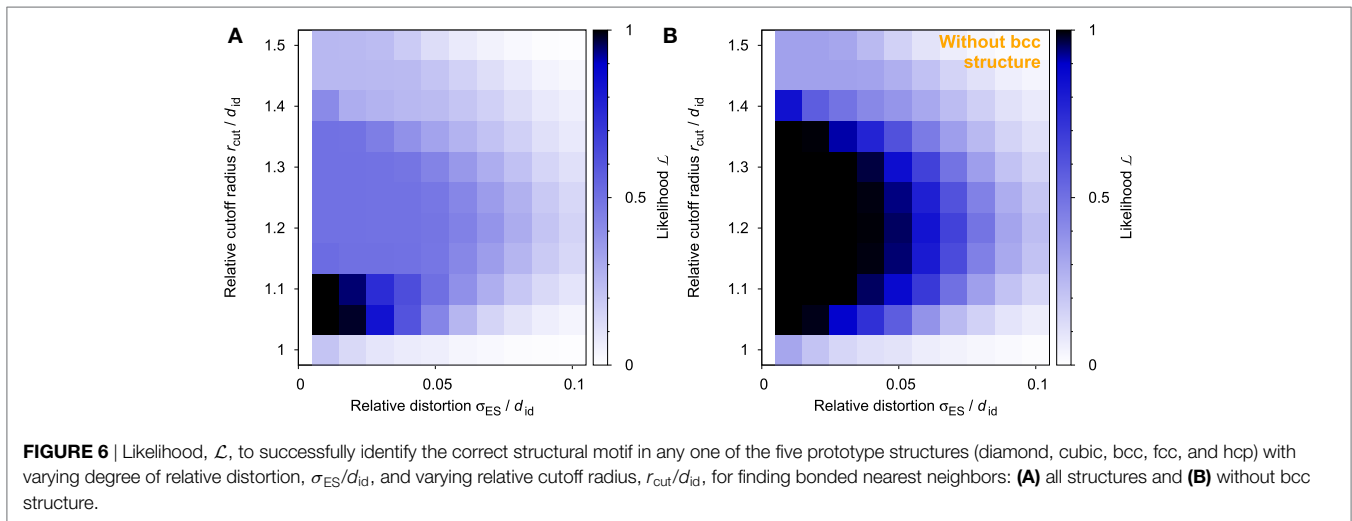 A
1.5
1.4
1.3
1.2
1.1
1
Relative cutoff radius r_cut / d_id
0
0.05
0.1
Relative distortion σ_ES / d_id
1
0.5
0
Likelihood ℒ
B
Without bcc
structure
1.5
1.4
1.3
1.2
1.1
1
Relative cutoff radius r_cut / d_id
0
0.05
0.1
Relative distortion σ_ES / d_id
1
0.5
0
Likelihood ℒ
FIGURE 6 | Likelihood, ℒ, to successfully identify the correct structural motif in any one of the five prototype structures (diamond, cubic, bcc, fcc, and hcp) with
varying degree of relative distortion, σ_ES/d_id, and varying relative cutoff radius, r_cut/d_id, for finding bonded nearest neighbors: (A) all structures and (B) without bcc
structure.